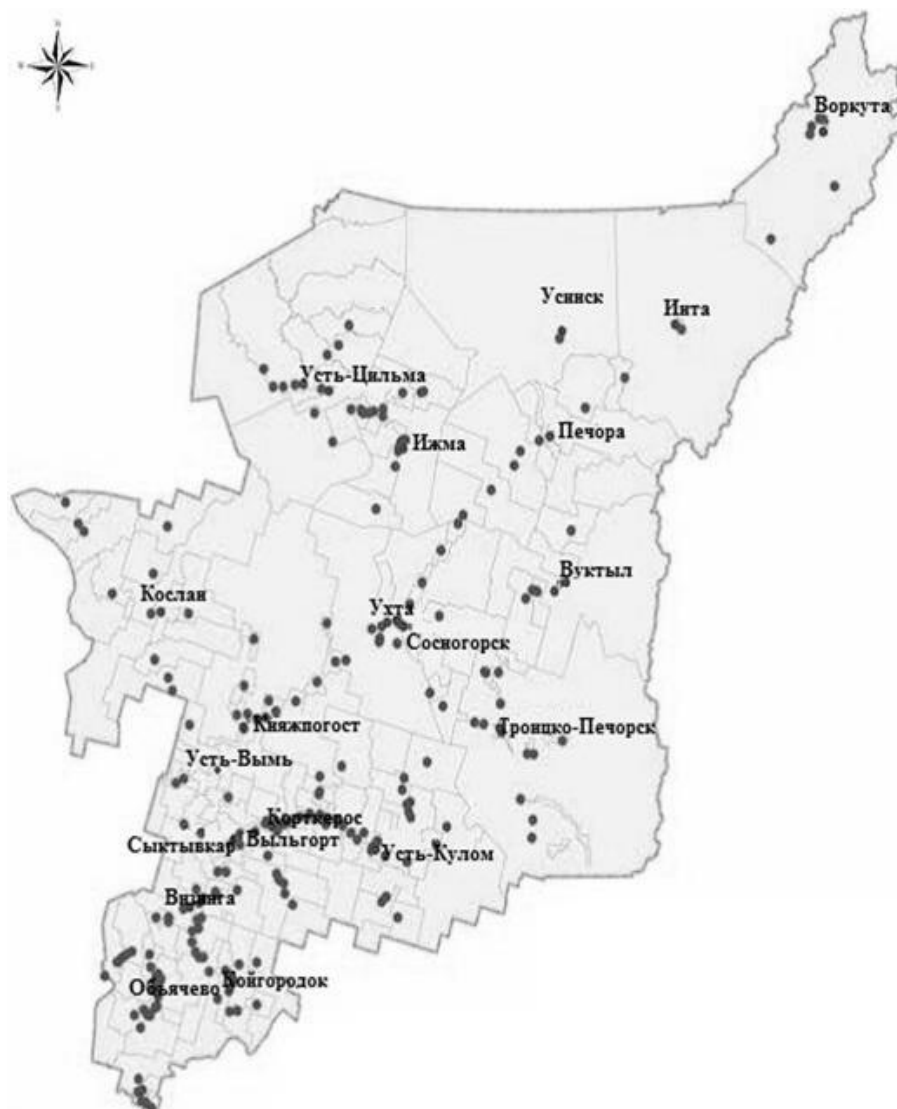 Воркута
Усинск
Инта
Усть-Цильма
Печора
Ижма
Вуктыл
Кослан
Ухта
Сосногорск
Княжпогост
Троицко-Печорск
Усть-Вымь
Корткерос
Сыктывкар
Выльгорт
Усть-Кулом
Визинга
Койгородок
Объячево